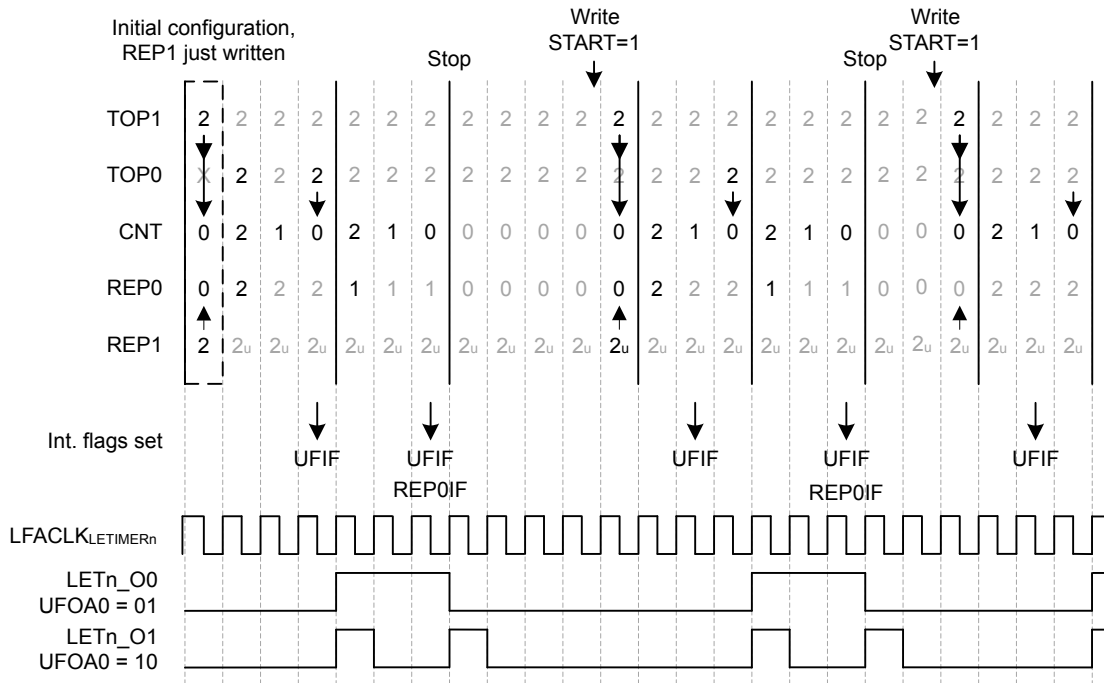 Initial configuration,
REP1 just written
Stop
Write
START=1
Stop
Write
START=1
TOP1 2 2 2 2 2 2 2 2 2 2 2 2 2 2 2 2 2 2 2 2 2 2 2 2
TOP0 X 2 2 2 2 2 2 2 2 2 2 2 2 2 2 2 2 2 2 2 2 2 2 2
CNT 0 2 1 0 2 1 0 0 0 0 0 0 2 1 0 2 1 0 0 0 0 2 1 0
REP0 0 2 2 2 1 1 1 0 0 0 0 0 2 2 2 1 1 1 0 0 0 2 2 2
REP1 2 2u 2u 2u 2u 2u 2u 2u 2u 2u 2u 2u 2u 2u 2u 2u 2u 2u 2u 2u 2u 2u 2u 2u
Int. flags set
UFIF
UFIF
REP0IF
UFIF
UFIF
REP0IF
UFIF
LFACLKLETIMERn
LETn_O0
UFOA0 = 01
LETn_O1
UFOA0 = 10